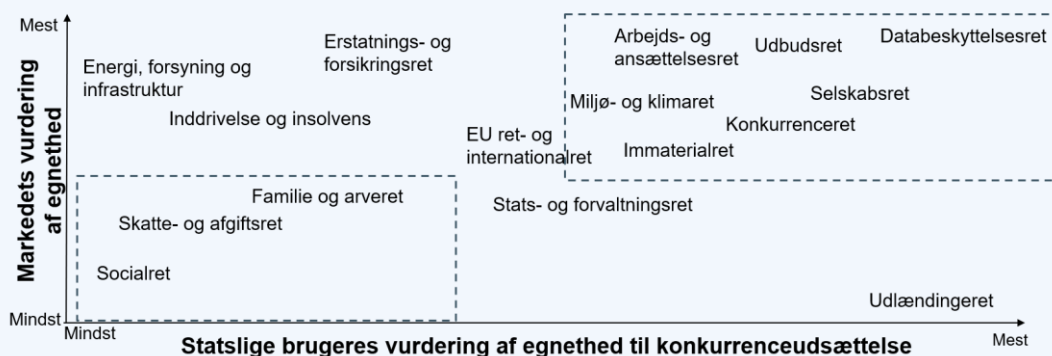 Mest
Markedets vurdering
af egnethed
Energi, forsyning og
infrastruktur
Erstatnings- og
forsikringsret
Inddrivelse og insolvens
Arbejds- og
ansættelsesret
Udbudsret
Databeskyttelsesret
Miljø- og klimaret
Selskabsret
Konkurrenceret
EU ret- og
internationalret
Immaterialret
Familie og arveret
Stats- og forvaltningsret
Skatte- og afgiftsret
Socialret
Udlændingeret
Mindst
Mindst
Statslige brugeres vurdering af egnethed til konkurrenceudsættelse
Mest